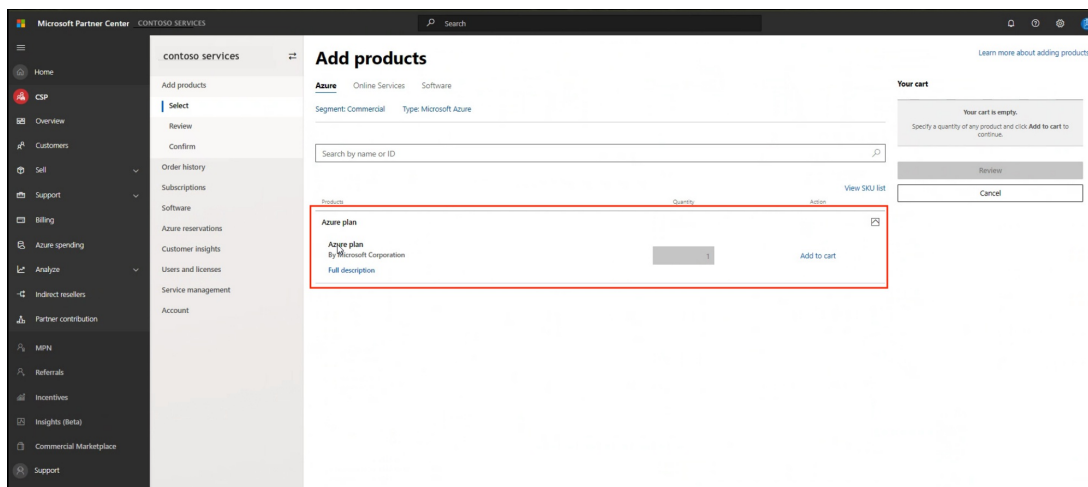 Microsoft Partner Center CONTOSO SERVICES
Search
Home
CSP
Overview
Customers
Sell
Support
Billing
Azure spending
Analyze
Indirect resellers
Partner contribution
MPN
Referrals
Incentives
Insights (Beta)
Commercial Marketplace
Support
contoso services
Add products
Select
Review
Confirm
Order history
Subscriptions
Software
Azure reservations
Customer insights
Users and licenses
Service management
Account
Add products
Learn more about adding products
Azure Online Services Software
Segment: Commercial Type: Microsoft Azure
Search by name or ID
View SKU list
Products Quantity Action
Azure plan
Azure plan
By Microsoft Corporation
1
Add to cart
Full description
Your cart
Your cart is empty.
Specify a quantity of any product and click Add to cart to
continue.
Review
Cancel